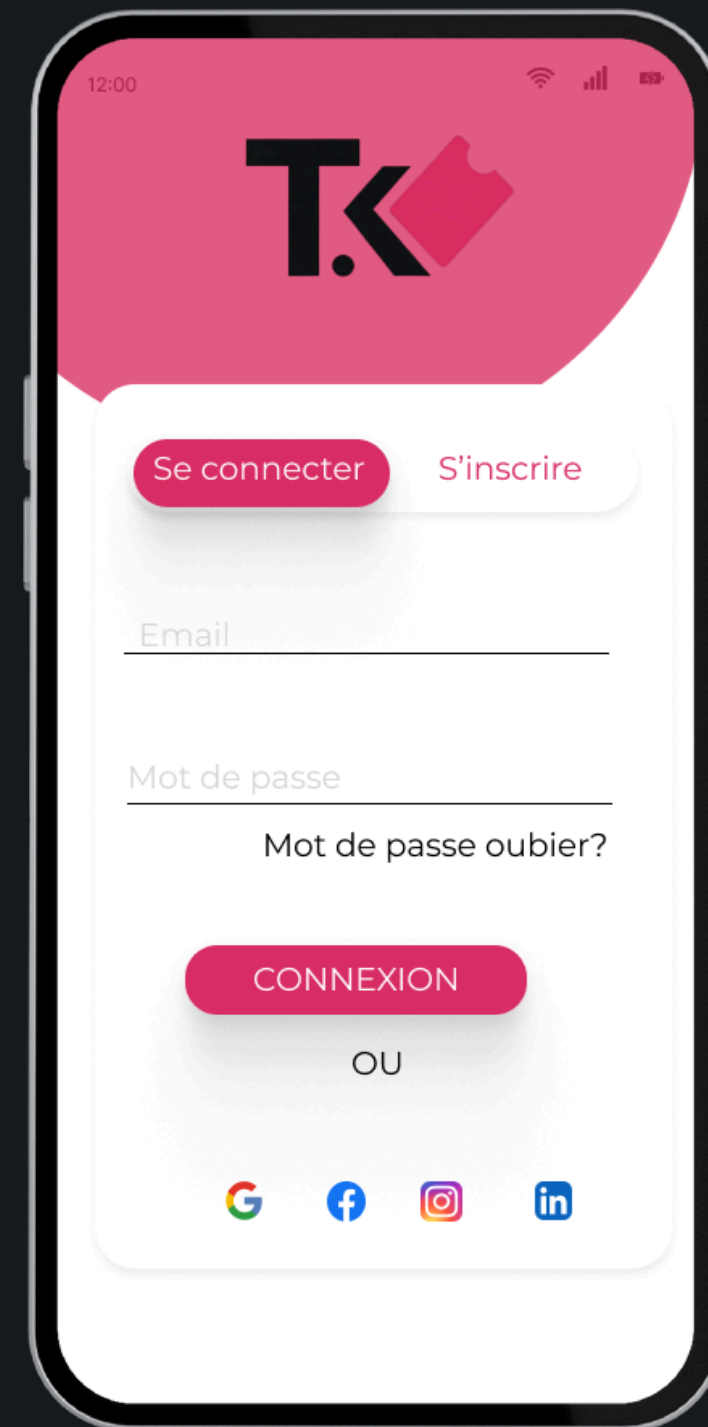 12:00
T.K
Se connecter S'inscrire
Email
Mot de passe
Mot de passe oubier?
CONNEXION
OU